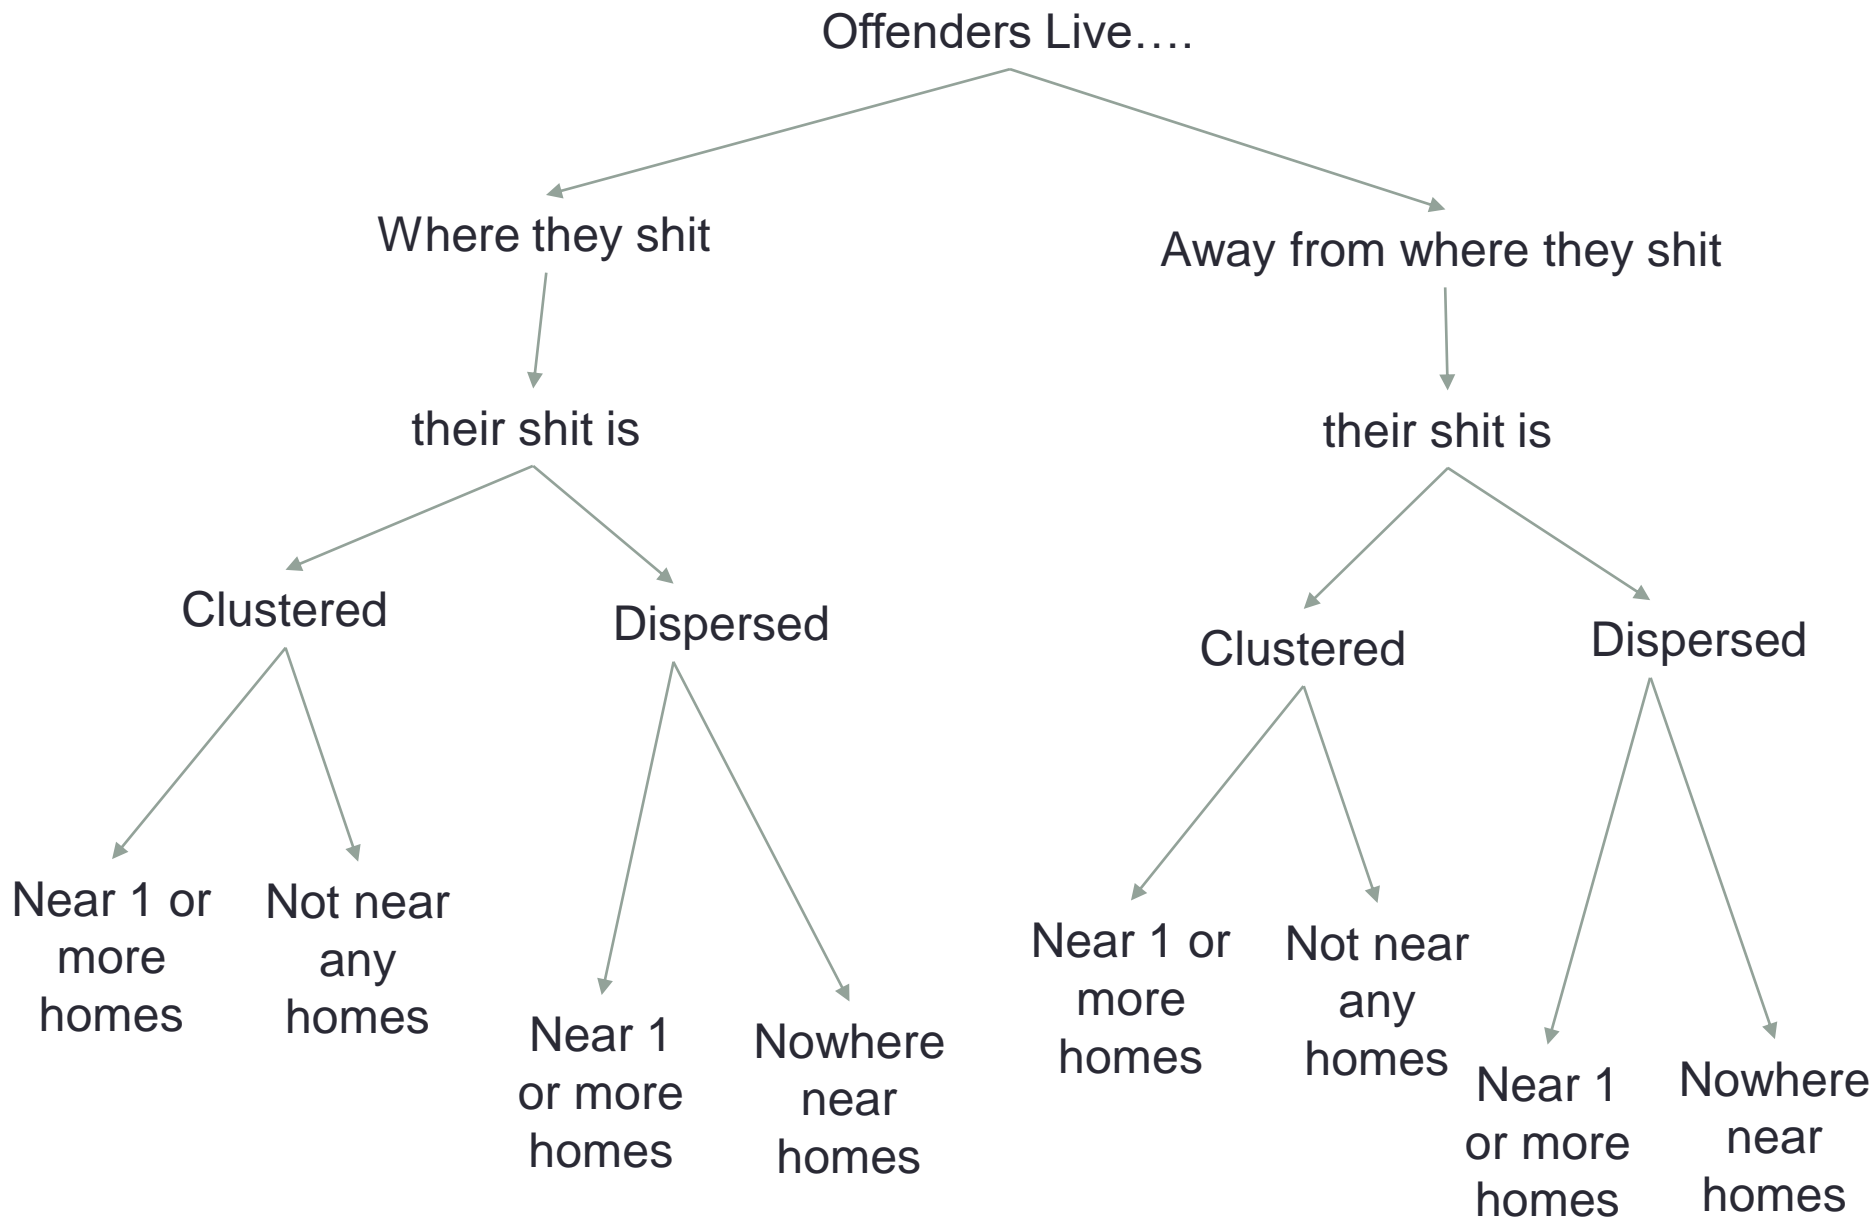 Offenders Live….
Where they shit
Away from where they shit
their shit is
their shit is
Clustered
Dispersed
Clustered
Dispersed
Near 1 or
more
homes
Not near
any
homes
Near 1
or more
homes
Nowhere
near
homes
Near 1 or
more
homes
Not near
any
homes
Near 1
or more
homes
Nowhere
near
homes